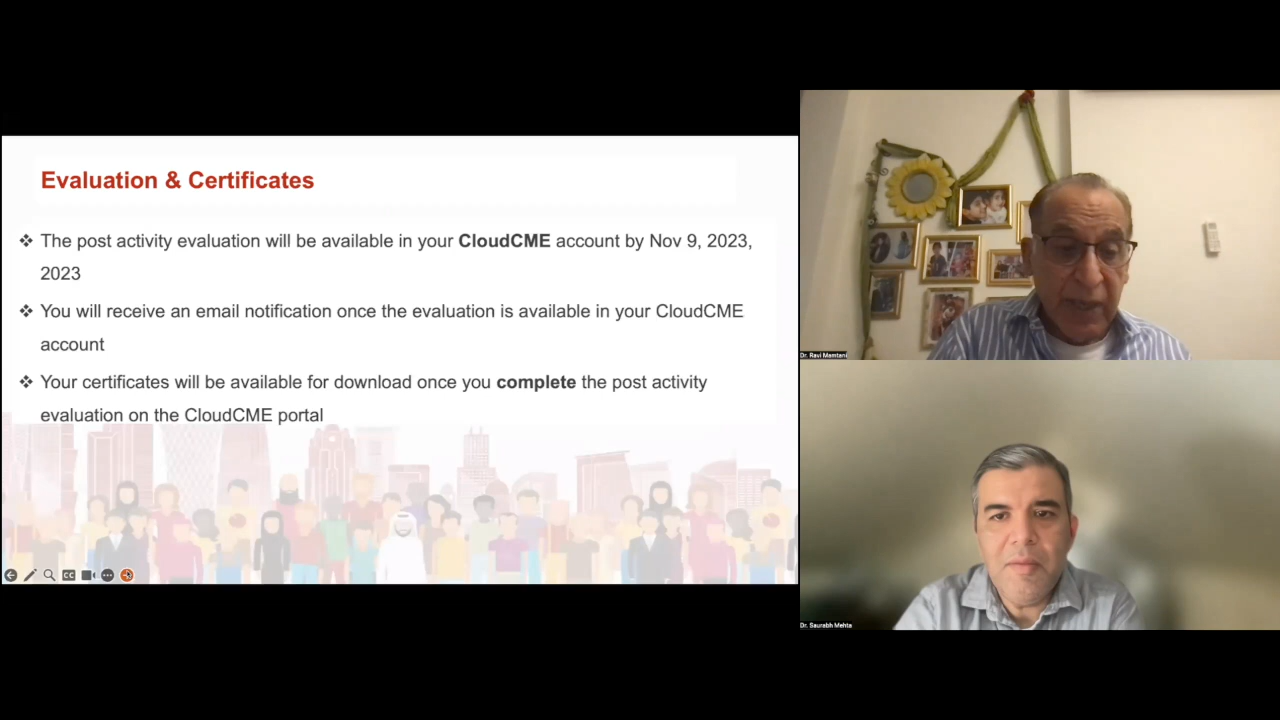 Evaluation & Certificates
❖ The post activity evaluation will be available in your CloudCME account by Nov 9, 2023,
2023
❖ You will receive an email notification once the evaluation is available in your CloudCME
account
❖ Your certificates will be available for download once you complete the post activity
evaluation on the CloudCME portal
CC
Dr. Ravi Mamtani
Dr. Saurabh Mehta